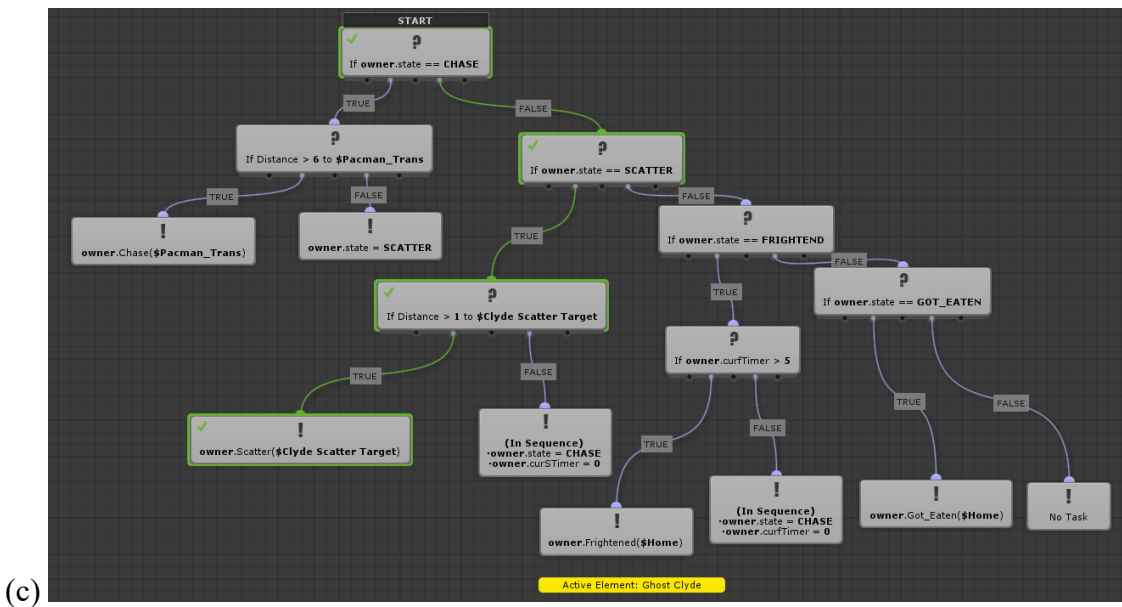 START
?
If owner.state == CHASE
TRUE
FALSE
?
If Distance > 6 to $Pacman_Trans
?
If owner.state == SCATTER
TRUE
FALSE
!
owner.Chase($Pacman_Trans)
!
owner.state = SCATTER
TRUE
FALSE
?
If owner.state == FRIGHTEND
?
If Distance > 1 to $Clyde Scatter Target
TRUE
FALSE
?
If owner.state == GOT_EATEN
?
If owner.curfTimer > 5
TRUE
FALSE
!
owner.Scatter($Clyde Scatter Target)
!
(In Sequence)
·owner.state = CHASE
·owner.curSTimer = 0
TRUE
FALSE
TRUE
FALSE
!
owner.Frightened($Home)
!
(In Sequence)
·owner.state = CHASE
·owner.curfTimer = 0
!
owner.Got_Eaten($Home)
!
No Task
(c)
Active Element: Ghost Clyde